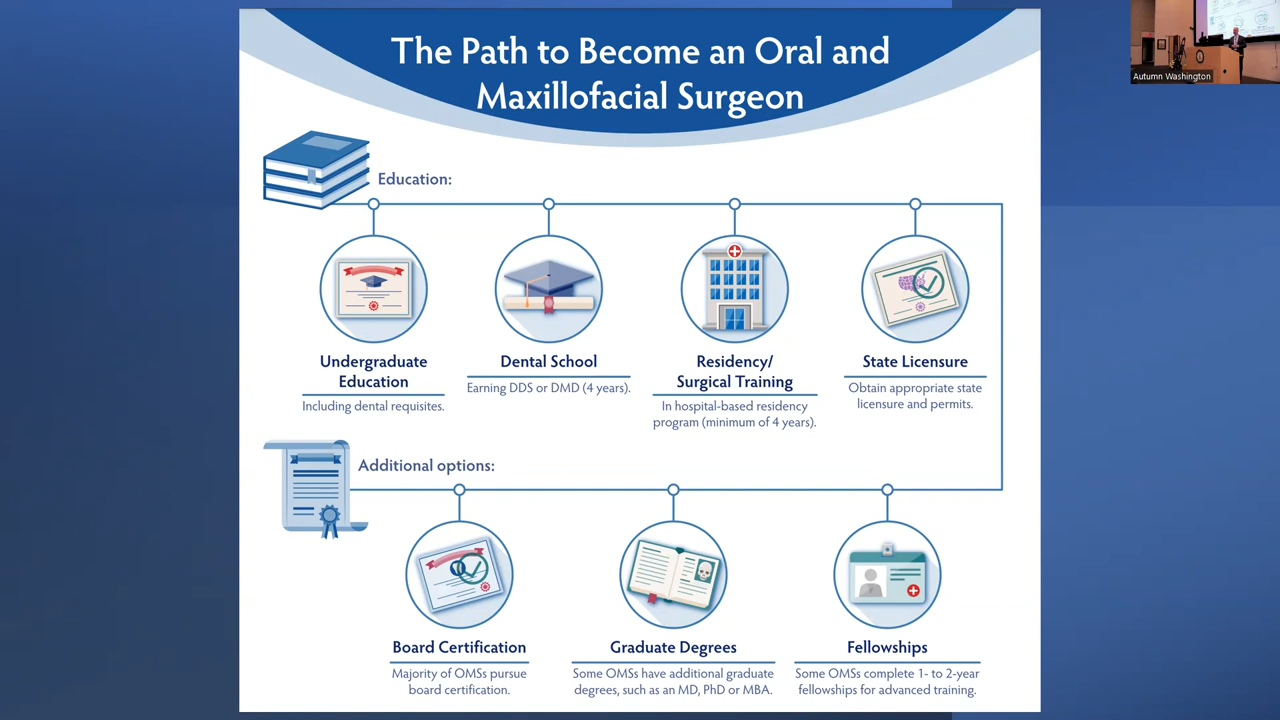 The Path to Become an Oral and
Maxillofacial Surgeon
Autumn Washington
Education:
Undergraduate
Education
Including dental requisites.
Dental School
Earning DDS or DMD (4 years).
Residency/
Surgical Training
In hospital-based residency
program (minimum of 4 years).
State Licensure
Obtain appropriate state
licensure and permits.
Additional options:
Board Certification
Majority of OMSs pursue
board certification.
Graduate Degrees
Some OMSs have additional graduate
degrees, such as an MD, PhD or MBA.
Fellowships
Some OMSs complete 1- to 2-year
fellowships for advanced training.